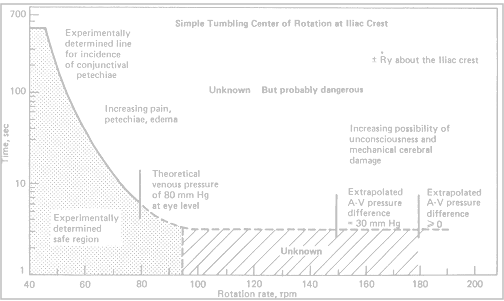 Simple Tumbling Center of Rotation at Iliac Crest
Experimentally
determined line
for incidence
of conjunctival
petechiae
± R̈y about the Iliac crest
Unknown But probably dangerous
Increasing pain,
petechiae, edema
Increasing possibility of
unconsciousness and
mechanical cerebral
damage
Theoretical
venous pressure
of 80 mm Hg
at eye level
Extrapolated
A-V pressure
difference
≈ 30 mm Hg
Extrapolated
A-V pressure
difference
⩾ 0
Experimentally
determined
safe region
Unknown
Time, sec
700
100
10
1
40 60 80 100 120 140 160 180 200
Rotation rate, rpm